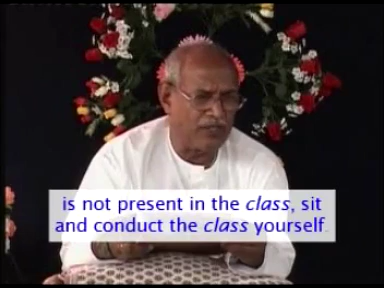 is not present in the class, sit
and conduct the class yourself.